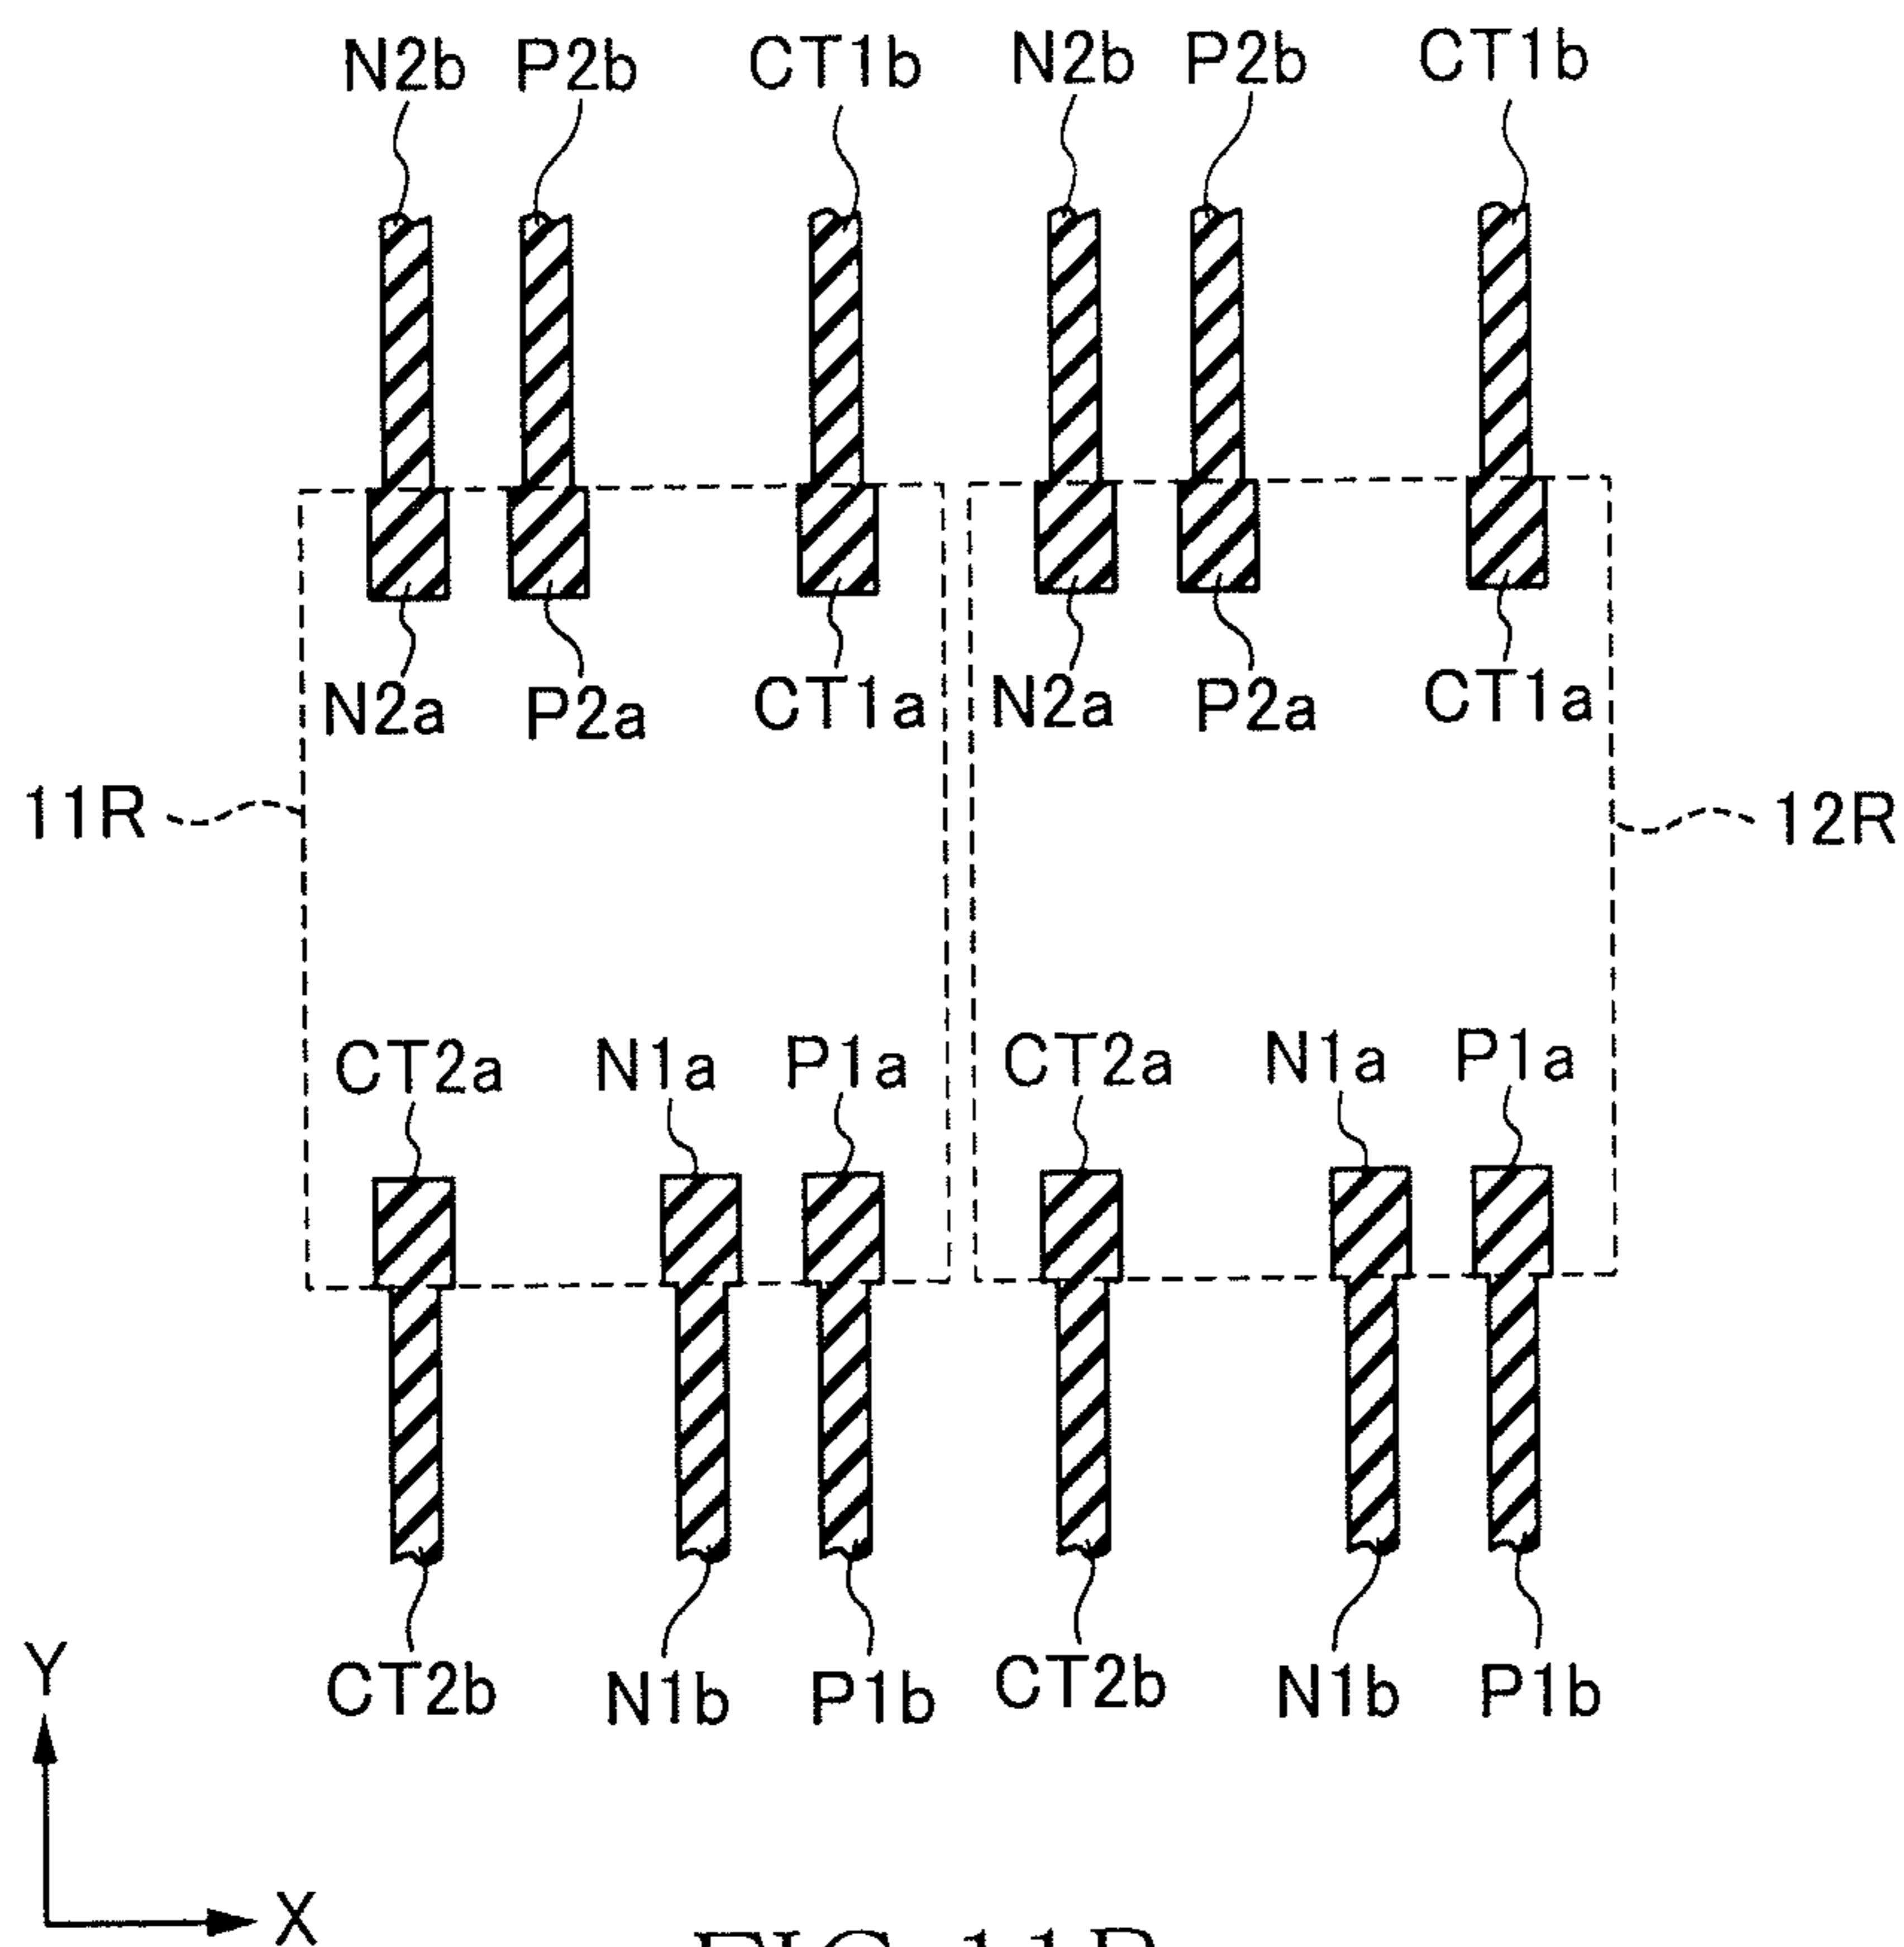 N2b P2b CT1b N2b P2b CT1b
N2a P2a CT1a N2a P2a CT1a
11R 12R
CT2a N1a P1a CT2a N1a P1a
CT2b N1b P1b CT2b N1b P1b
Y
X